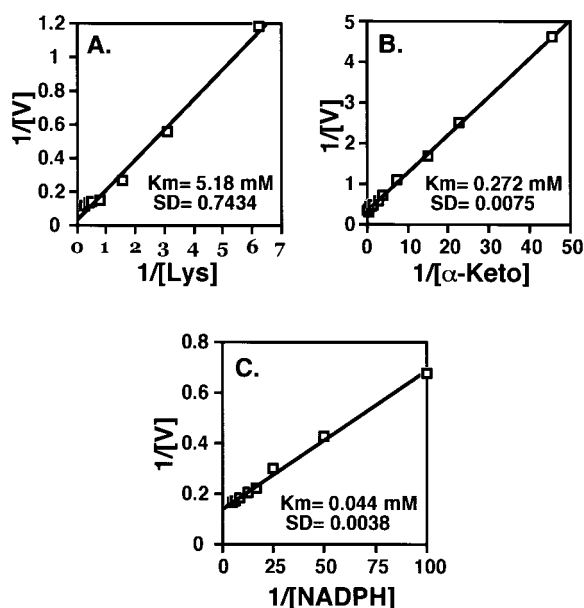 A.
1.2
1
0.8
0.6
0.4
0.2
0
1/[V]
Km= 5.18 mM
SD= 0.7434
0 1 2 3 4 5 6 7
1/[Lys]
B.
5
4
3
2
1
0
1/[V]
Km= 0.272 mM
SD= 0.0075
0 10 20 30 40 50
1/[α-Keto]
C.
0.8
0.6
0.4
0.2
0
1/[V]
Km= 0.044 mM
SD= 0.0038
0 25 50 75 100
1/[NADPH]